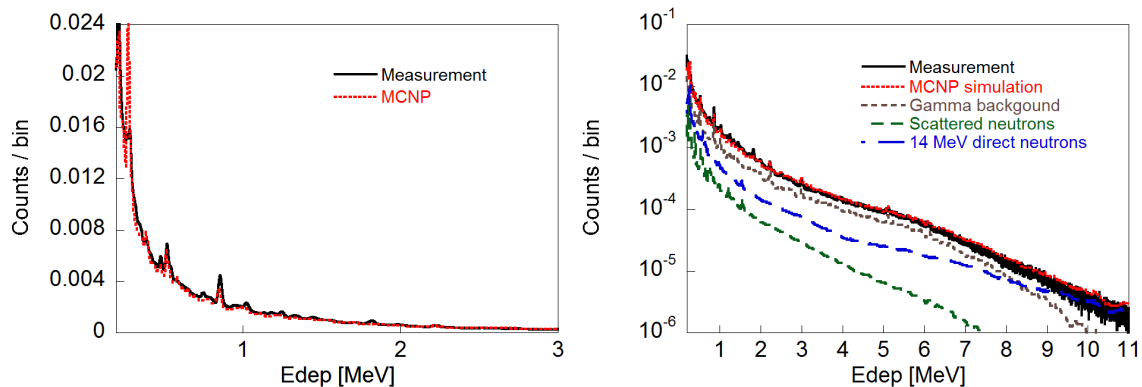 0.024
0.02
0.016
0.012
0.008
0.004
0
Counts / bin
Measurement
MCNP
1
2
3
Edep [MeV]
10-1
10-2
10-3
10-4
10-5
10-6
Counts / bin
Measurement
MCNP simulation
Gamma backgound
Scattered neutrons
14 MeV direct neutrons
1 2 3 4 5 6 7 8 9 10 11
Edep [MeV]